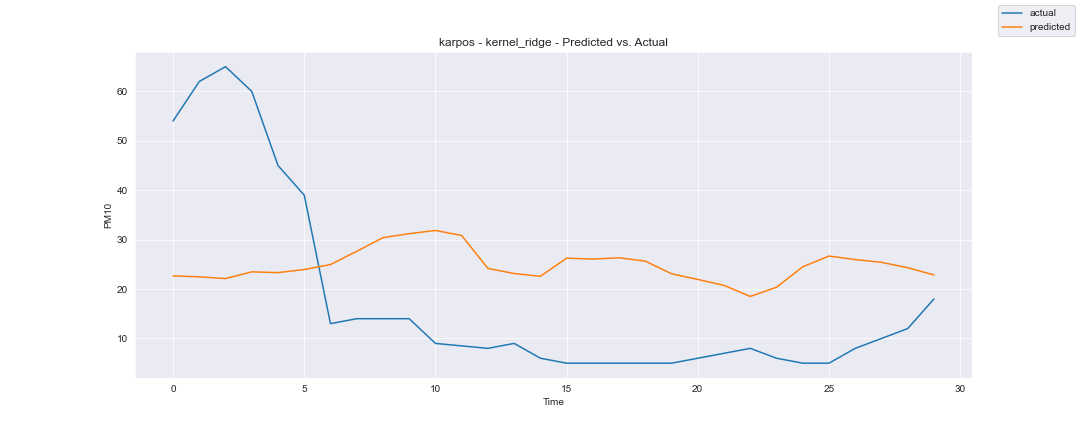 actual
predicted
karpos - kernel_ridge - Predicted vs. Actual
60
50
40
30
20
10
PM10
0 5 10 15 20 25 30
Time